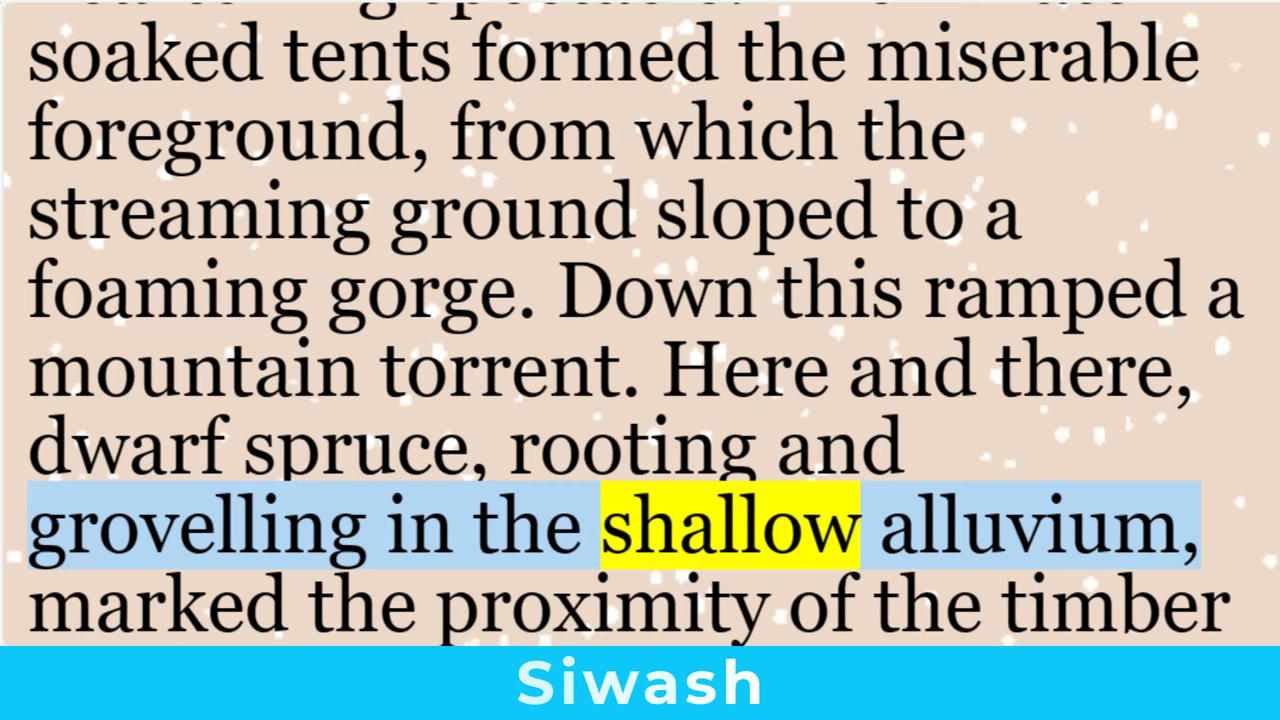 soaked tents formed the miserable
foreground, from which the
streaming ground sloped to a
foaming gorge. Down this ramped a
mountain torrent. Here and there,
dwarf spruce, rooting and
grovelling in the shallow alluvium,
marked the proximity of the timber
Siwash